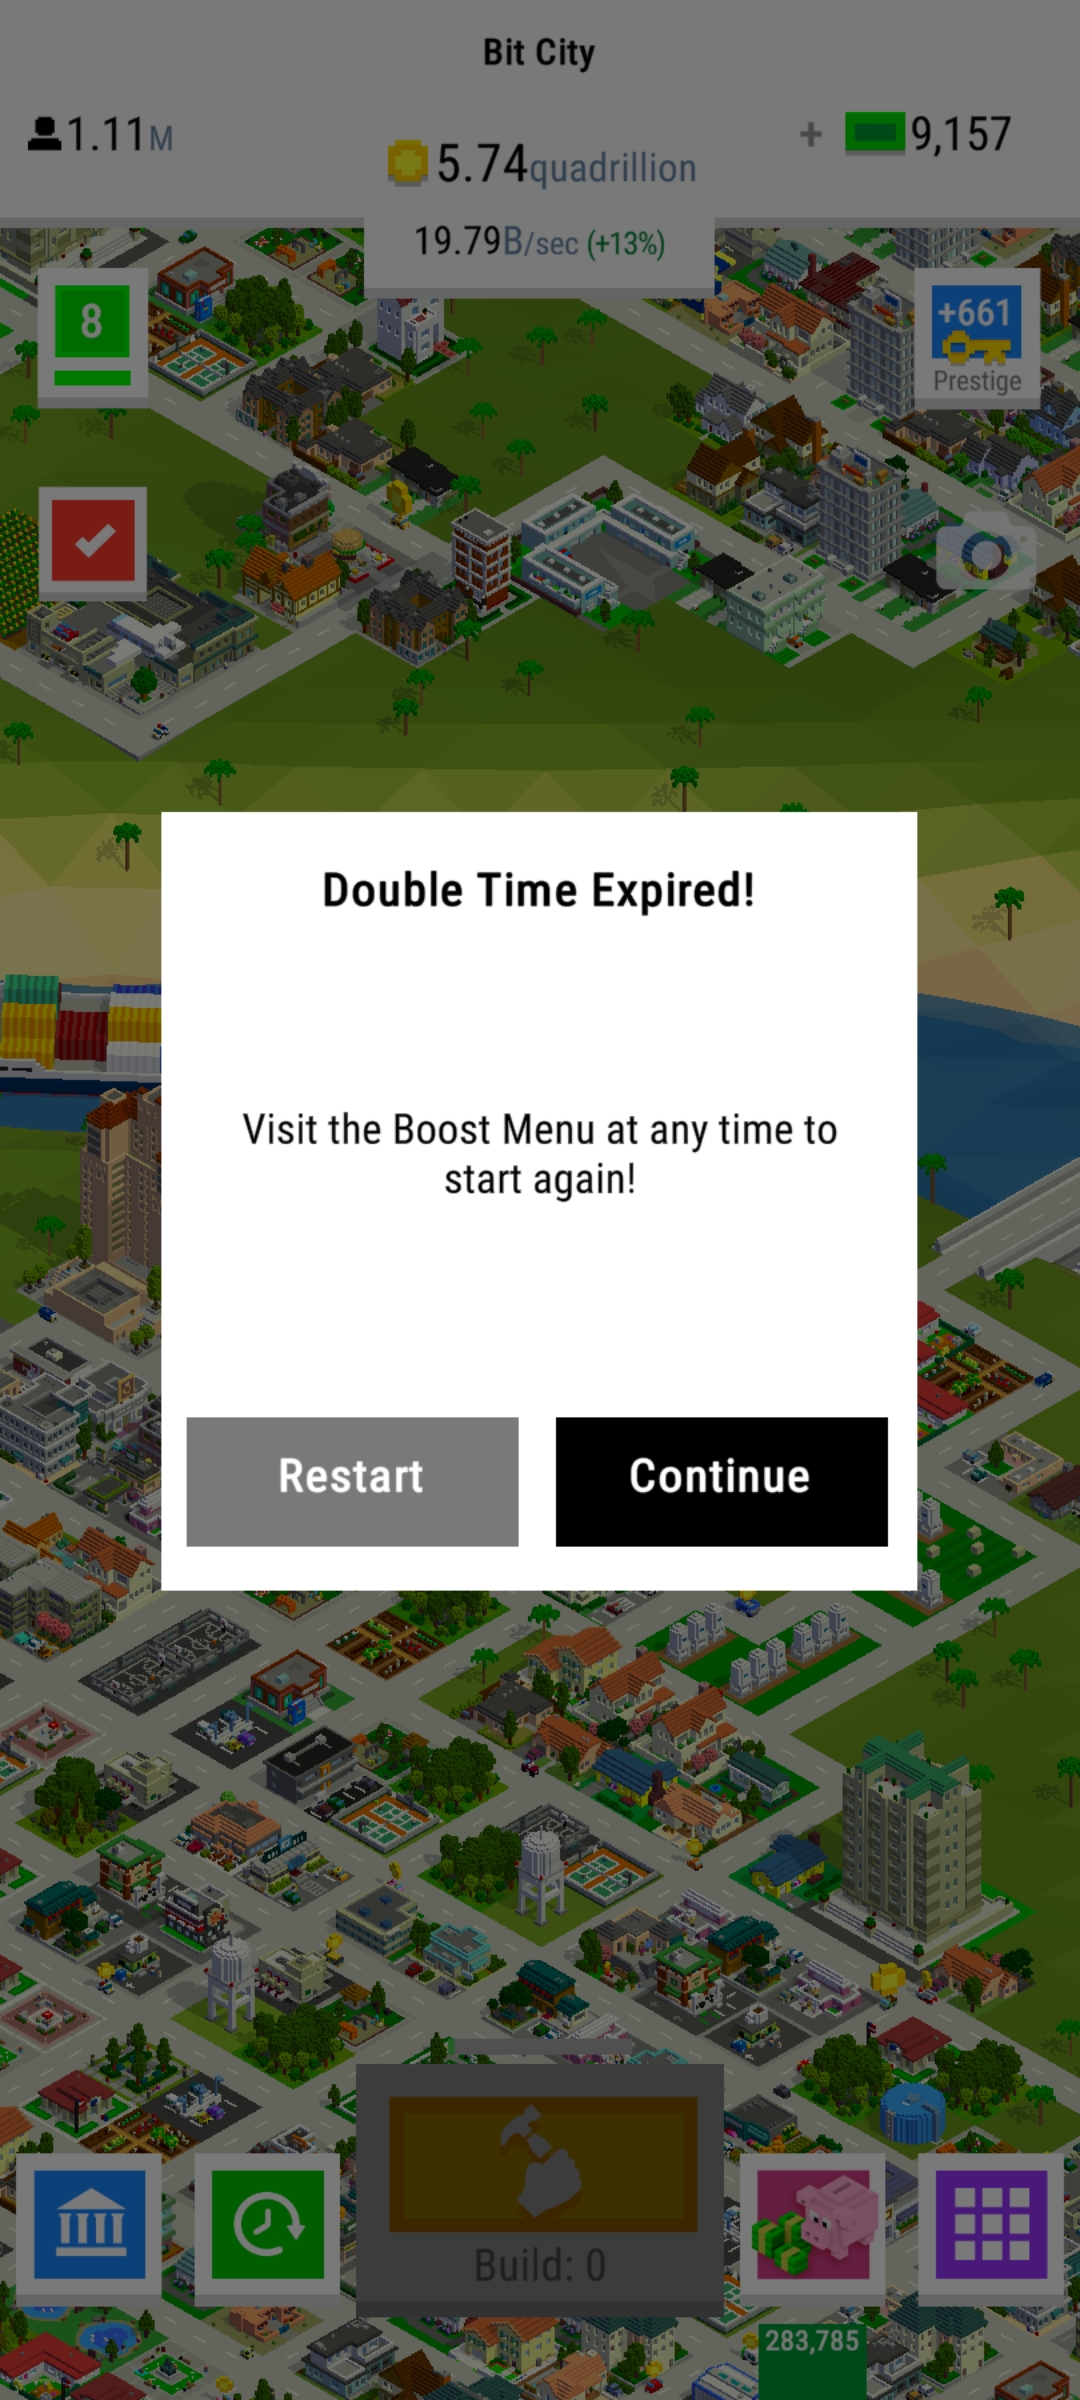 Bit City
1.11M
5.74quadrillion
+ 9,157
19.79B/sec (+13%)
8
+661
Prestige
Double Time Expired!
Visit the Boost Menu at any time to
start again!
Restart
Continue
Build: 0
283,785